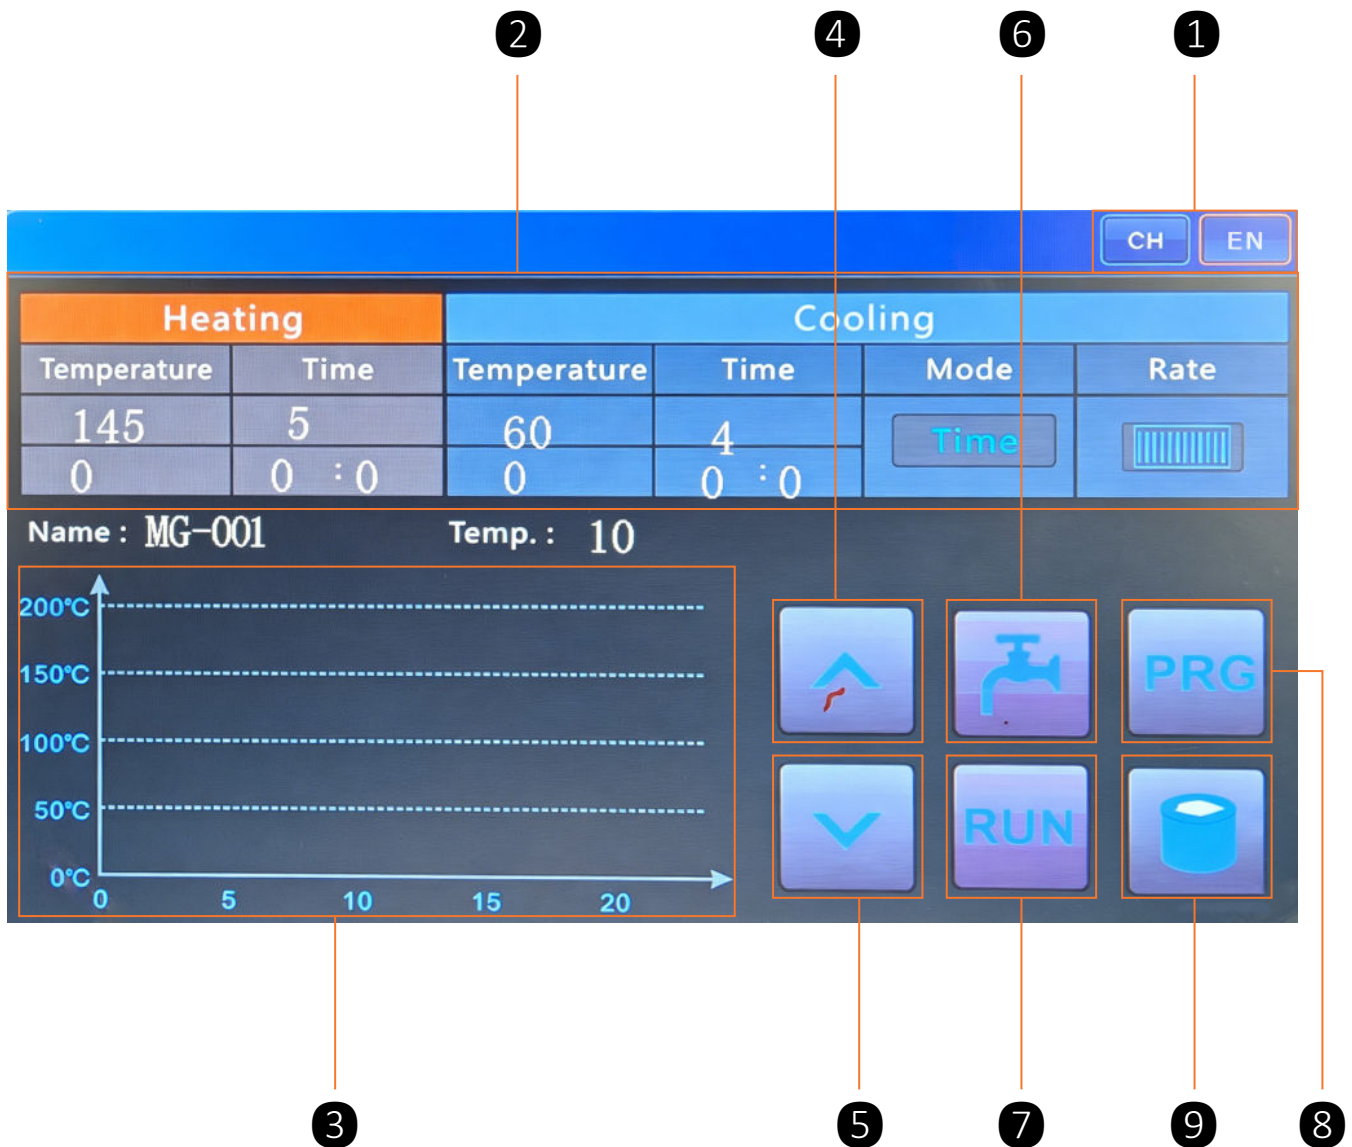 2 4 6 1
CH EN
Heating Cooling
Temperature Time Temperature Time Mode Rate
145 5 60 4 Time
0 0 : 0 0 0 : 0
Name : MG-001 Temp. : 10
200℃
150℃
100℃
50℃
0℃
0 5 10 15 20
PRG
RUN
3 5 7 9 8